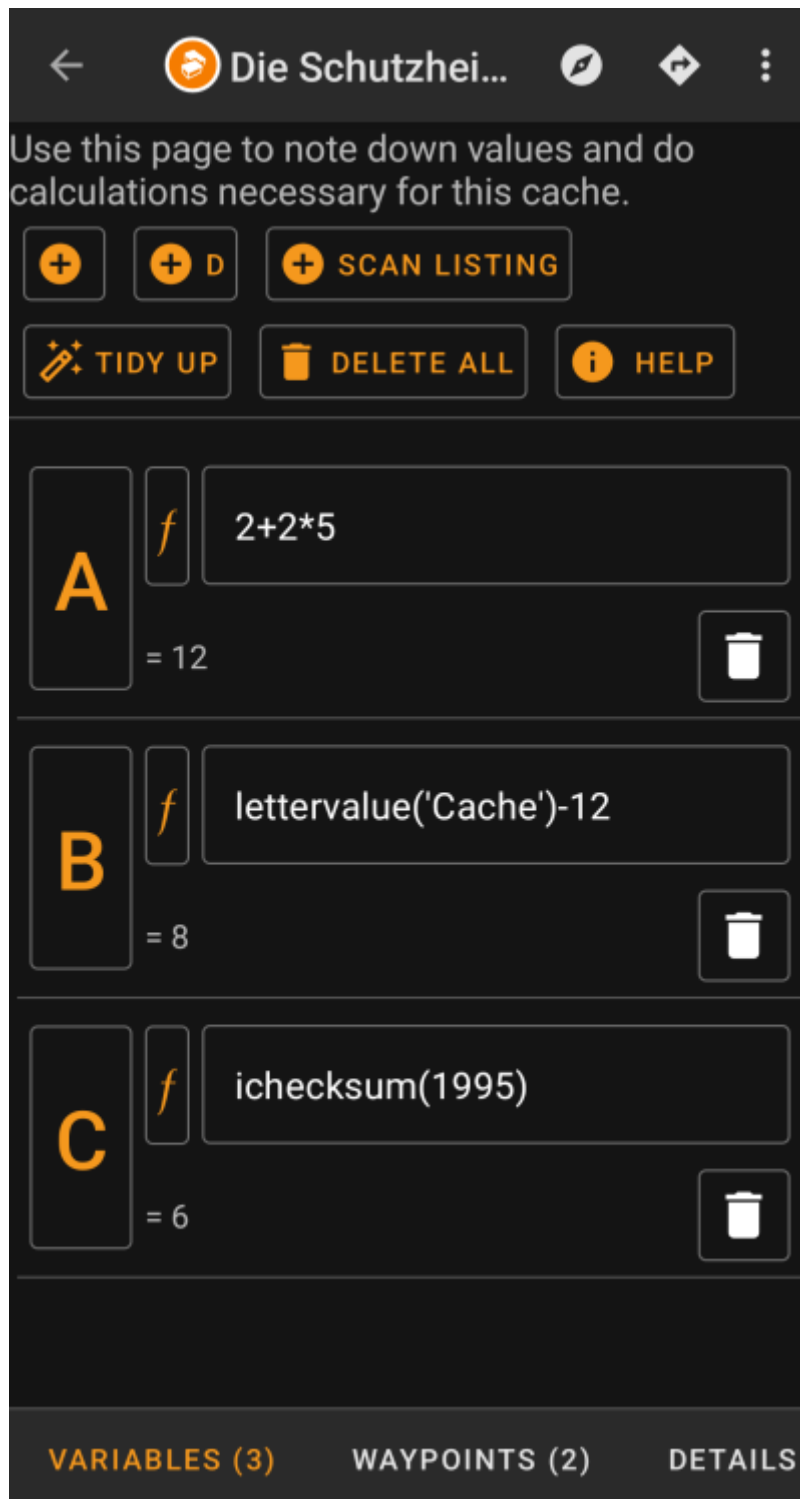 Die Schutzhei...
Use this page to note down values and do
calculations necessary for this cache.
D
SCAN LISTING
TIDY UP
DELETE ALL
HELP
A
f
2+2*5
= 12
B
f
lettervalue('Cache')-12
= 8
C
f
ichecksum(1995)
= 6
VARIABLES (3)
WAYPOINTS (2)
DETAILS